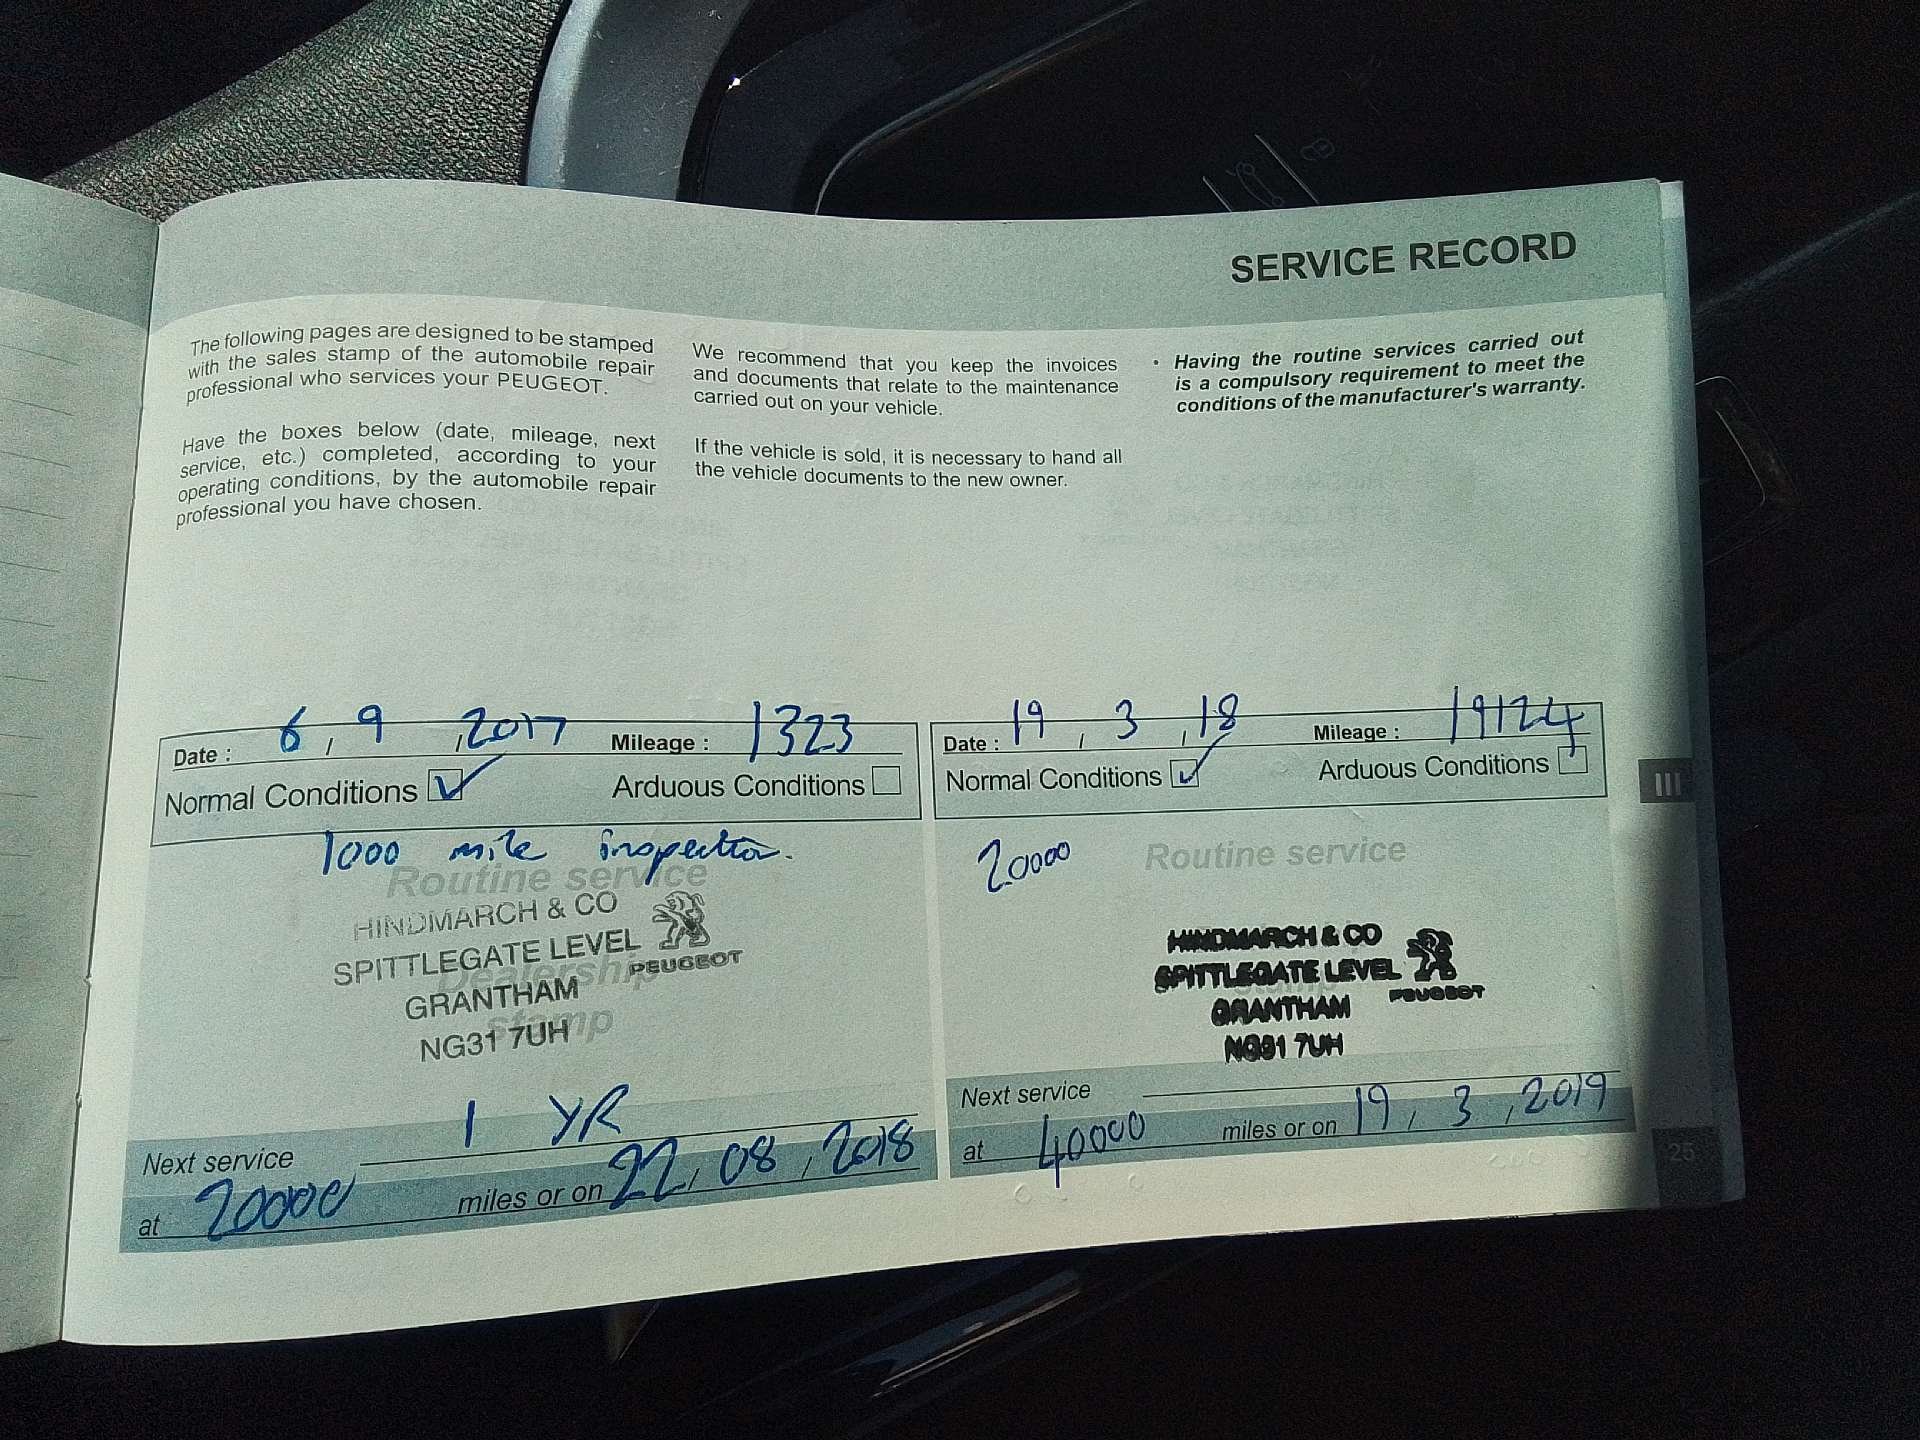 SERVICE RECORD
The following pages are designed to be stamped
with the sales stamp of the automobile repair
professional who services your PEUGEOT.
Have the boxes below (date, mileage, next
service, etc.) completed, according to your
operating conditions, by the automobile repair
professional you have chosen.
We recommend that you keep the invoices
and documents that relate to the maintenance
carried out on your vehicle.
If the vehicle is sold, it is necessary to hand all
the vehicle documents to the new owner.
• Having the routine services carried out
is a compulsory requirement to meet the
conditions of the manufacturer's warranty.
Date : 6, 9, 2017 Mileage : 1323
Normal Conditions Arduous Conditions
1000 mile inspection.
Routine service
HINDMARCH & CO
SPITTLEGATE LEVEL
PEUGEOT
Dealership
GRANTHAM
stamp
NG31 7UH
1 YR
Next service
at 20000 miles or on 22, 08, 2018
Date : 19, 3, 18 Mileage : 19124
Normal Conditions Arduous Conditions
20000 Routine service
HINDMARCH & CO
SPITTLEGATE LEVEL
PEUGEOT
GRANTHAM
NG31 7UH
Next service
at 40000 miles or on 19, 3, 2019
III
25